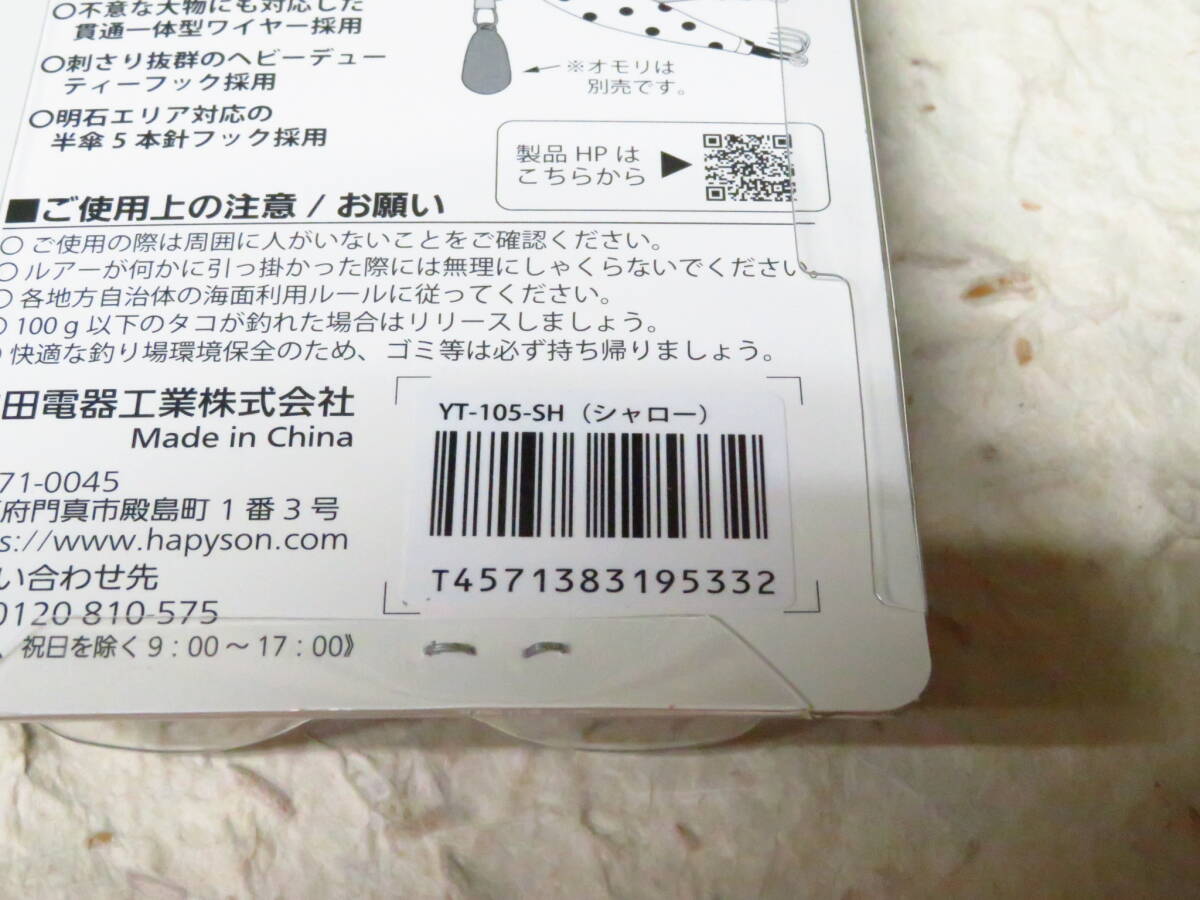 ○不意な大物にも対応した
貫通一体型ワイヤー採用
○刺さり抜群のヘビーデュー
ティーフック採用
○明石エリア対応の
半傘5本針フック採用
※オモリは
別売です。
製品HPは
こちらから
■ご使用上の注意 / お願い
○ ご使用の際は周囲に人がいないことをご確認ください。
○ ルアーが何かに引っ掛かった際には無理にしゃくらないでください。
○ 各地方自治体の海面利用ルールに従ってください。
○ 100g以下のタコが釣れた場合はリリースしましょう。
快適な釣り場環境保全のため、ゴミ等は必ず持ち帰りましょう。
田電器工業株式会社
Made in China
71-0045
府門真市殿島町1番3号
s://www.hapyson.com
い合わせ先
0120 810-575
、祝日を除く9:00～17:00》
YT-105-SH（シャロー）
T4571383195332